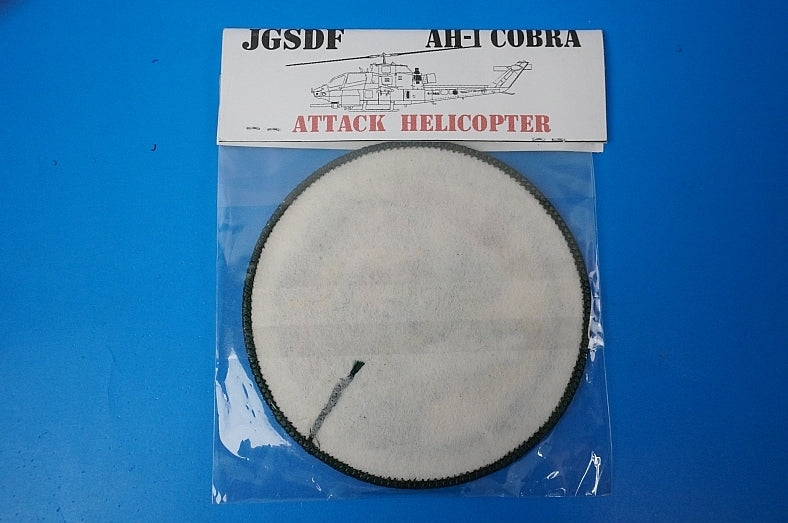 JGSDF AH-1 COBRA
ATTACK HELICOPTER